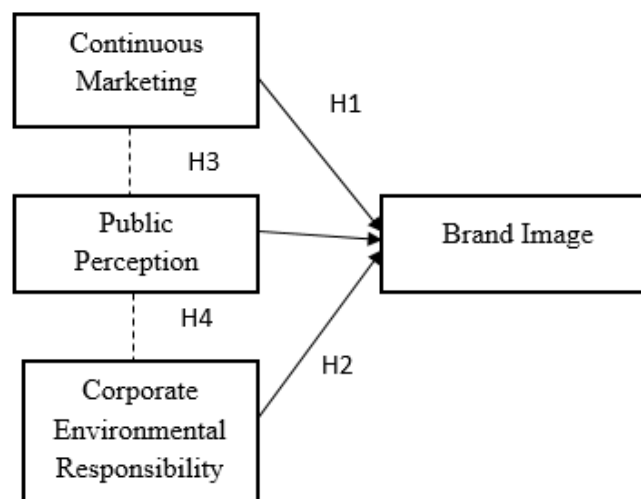 Continuous
Marketing
H1
H3
Public
Perception
Brand Image
H4
H2
Corporate
Environmental
Responsibility